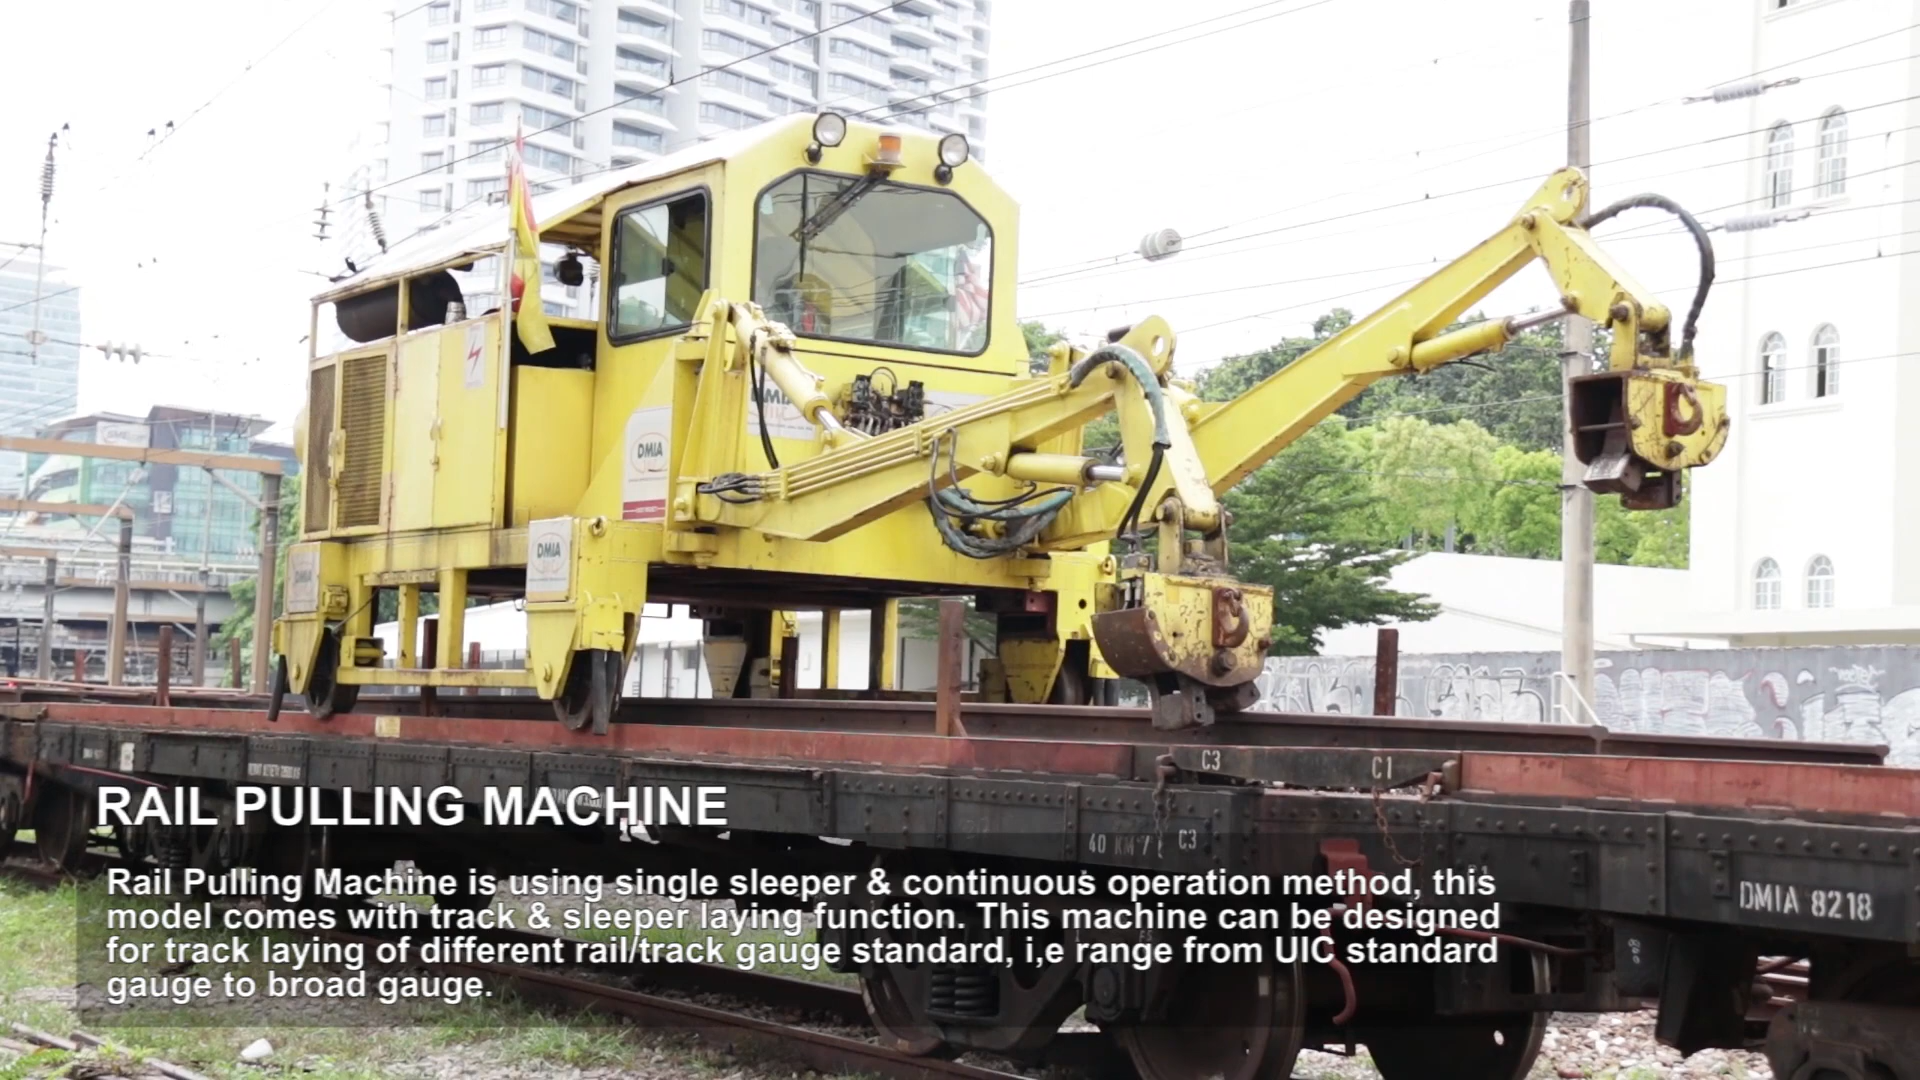 DMIA
DMIA
DMIA
C3
C1
RAIL PULLING MACHINE
40 KM /
C3
Rail Pulling Machine is using single sleeper & continuous operation method, this
model comes with track & sleeper laying function. This machine can be designed
for track laying of different rail/track gauge standard, i,e range from UIC standard
gauge to broad gauge.
DMIA 8218